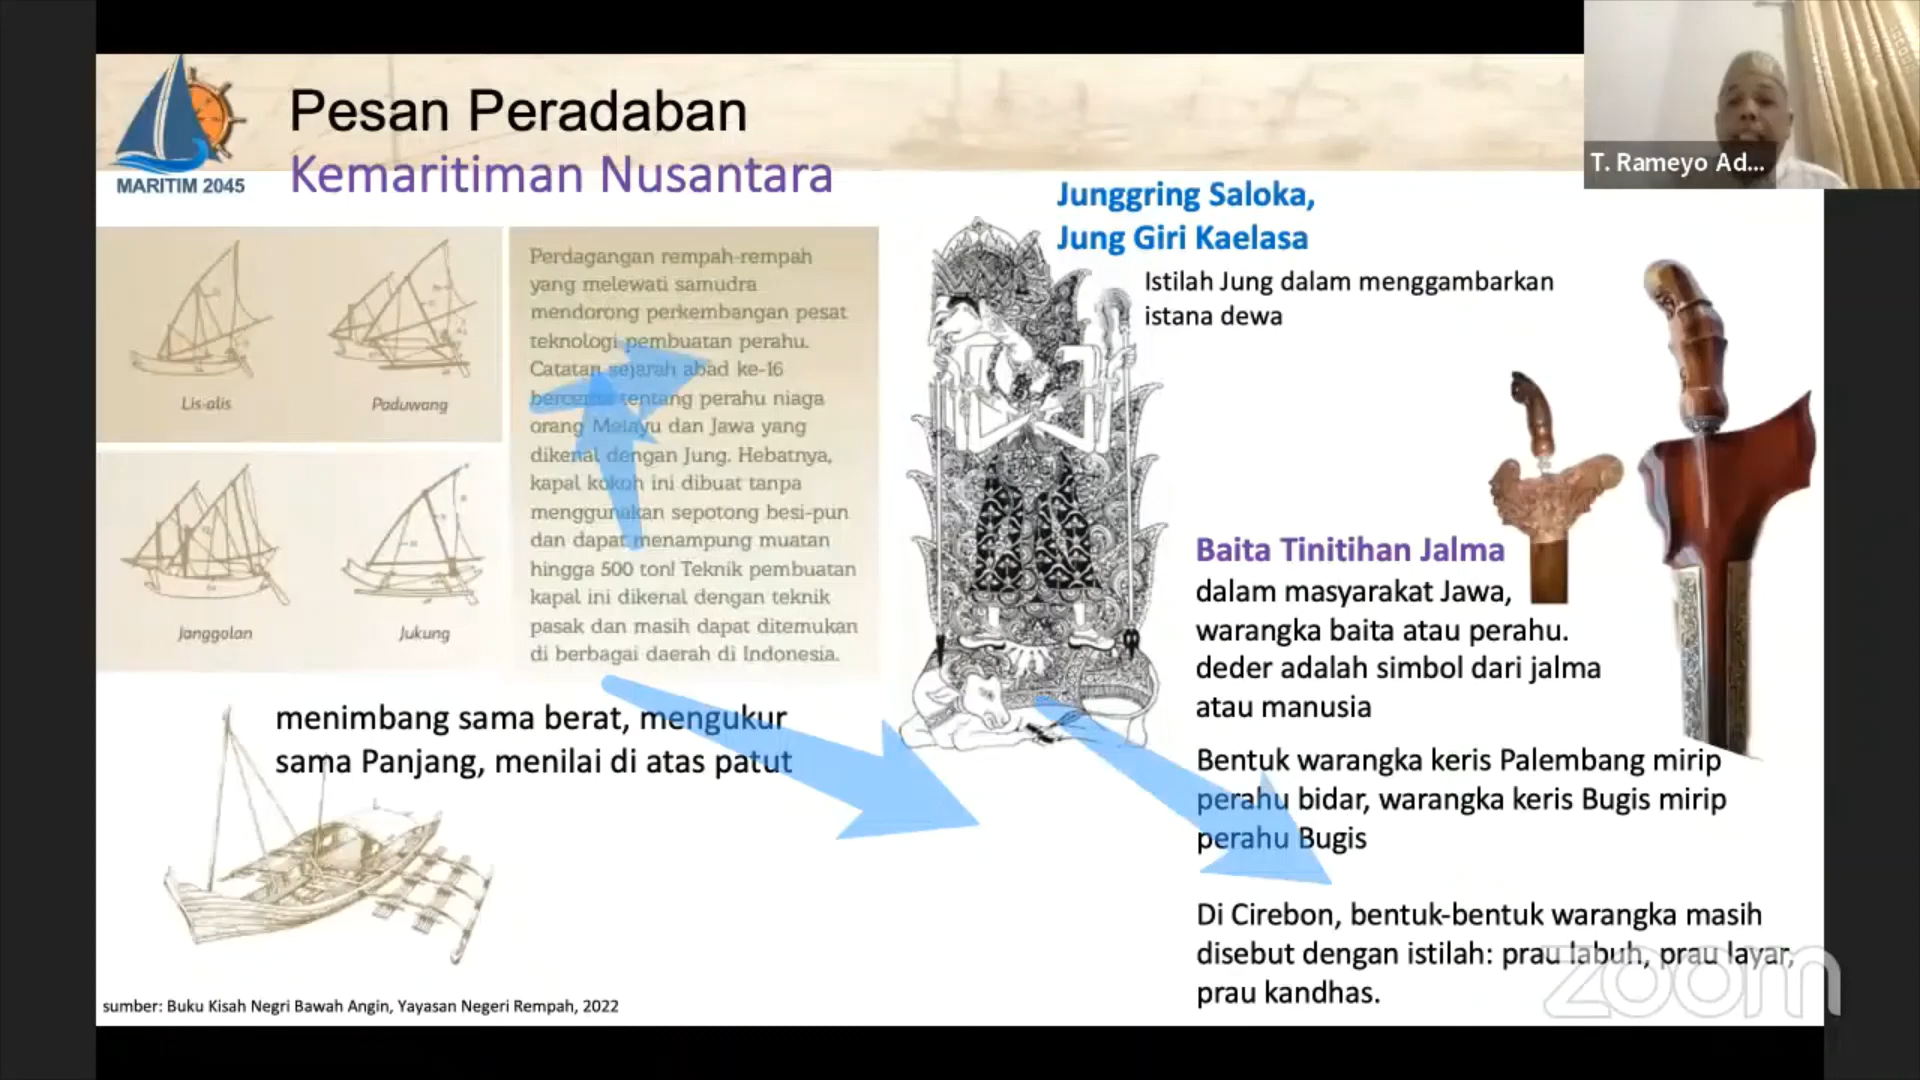 Pesan Peradaban
Kemaritiman Nusantara
MARITIM 2045
T. Rameyo Ad...
Lis-alis
Paduwang
Janggolan
Jukung
Perdagangan rempah-rempah
yang melewati samudra
mendorong perkembangan pesat
teknologi pembuatan perahu.
Catatan sejarah abad ke-16
bercerita tentang perahu niaga
orang Melayu dan Jawa yang
dikenal dengan Jung. Hebatnya,
kapal kokoh ini dibuat tanpa
menggunakan sepotong besi-pun
dan dapat menampung muatan
hingga 500 ton! Teknik pembuatan
kapal ini dikenal dengan teknik
pasak dan masih dapat ditemukan
di berbagai daerah di Indonesia.
menimbang sama berat, mengukur
sama Panjang, menilai di atas patut
sumber: Buku Kisah Negri Bawah Angin, Yayasan Negeri Rempah, 2022
Junggring Saloka,
Jung Giri Kaelasa
Istilah Jung dalam menggambarkan
istana dewa
Baita Tinitihan Jalma
dalam masyarakat Jawa,
warangka baita atau perahu.
deder adalah simbol dari jalma
atau manusia
Bentuk warangka keris Palembang mirip
perahu bidar, warangka keris Bugis mirip
perahu Bugis
Di Cirebon, bentuk-bentuk warangka masih
disebut dengan istilah: prau labuh, prau layar,
prau kandhas.
zoom